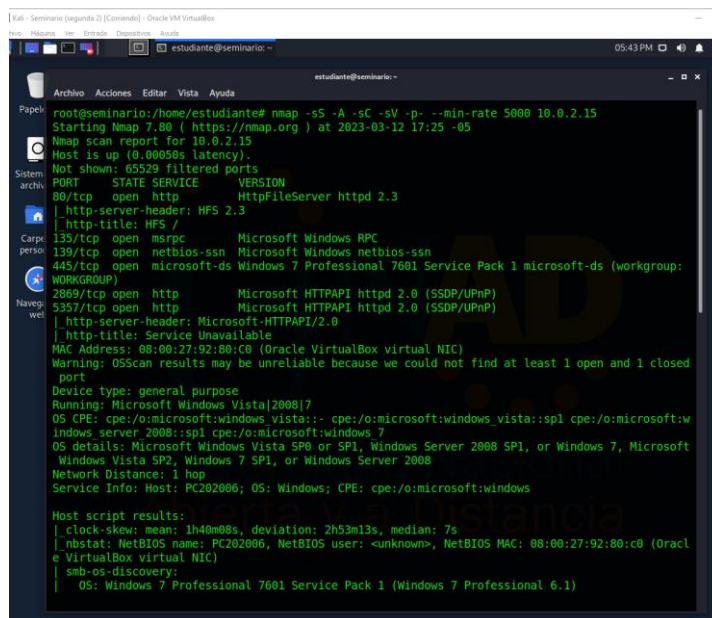 Kali - Seminario (segunda 2) [Corriendo] - Oracle VM VirtualBox
Máquina Ver Entrada Dispositivos Ayuda
estudiante@seminario: ~
05:43 PM
estudiante@seminario: ~
Archivo Acciones Editar Vista Ayuda
root@seminario:/home/estudiante# nmap -sS -A -sC -sV -p- --min-rate 5000 10.0.2.15
Starting Nmap 7.80 ( https://nmap.org ) at 2023-03-12 17:25 -05
Nmap scan report for 10.0.2.15
Host is up (0.00050s latency).
Not shown: 65529 filtered ports
PORT     STATE SERVICE      VERSION
80/tcp   open  http         HttpFileServer httpd 2.3
|_http-server-header: HFS 2.3
|_http-title: HFS /
135/tcp  open  msrpc        Microsoft Windows RPC
139/tcp  open  netbios-ssn  Microsoft Windows netbios-ssn
445/tcp  open  microsoft-ds Windows 7 Professional 7601 Service Pack 1 microsoft-ds (workgroup:
WORKGROUP)
2869/tcp open  http         Microsoft HTTPAPI httpd 2.0 (SSDP/UPnP)
5357/tcp open  http         Microsoft HTTPAPI httpd 2.0 (SSDP/UPnP)
|_http-server-header: Microsoft-HTTPAPI/2.0
|_http-title: Service Unavailable
MAC Address: 08:00:27:92:80:C0 (Oracle VirtualBox virtual NIC)
Warning: OSScan results may be unreliable because we could not find at least 1 open and 1 closed
port
Device type: general purpose
Running: Microsoft Windows Vista|2008|7
OS CPE: cpe:/o:microsoft:windows_vista::- cpe:/o:microsoft:windows_vista::sp1 cpe:/o:microsoft:w
indows_server_2008::sp1 cpe:/o:microsoft:windows_7
OS details: Microsoft Windows Vista SP0 or SP1, Windows Server 2008 SP1, or Windows 7, Microsoft
Windows Vista SP2, Windows 7 SP1, or Windows Server 2008
Network Distance: 1 hop
Service Info: Host: PC202006; OS: Windows; CPE: cpe:/o:microsoft:windows
Host script results:
|_clock-skew: mean: 1h40m08s, deviation: 2h53m13s, median: 7s
|_nbstat: NetBIOS name: PC202006, NetBIOS user: <unknown>, NetBIOS MAC: 08:00:27:92:80:c0 (Oracl
e VirtualBox virtual NIC)
| smb-os-discovery:
|   OS: Windows 7 Professional 7601 Service Pack 1 (Windows 7 Professional 6.1)
Papele
Sistem
archiv
Carpe
perso
Naveg
web